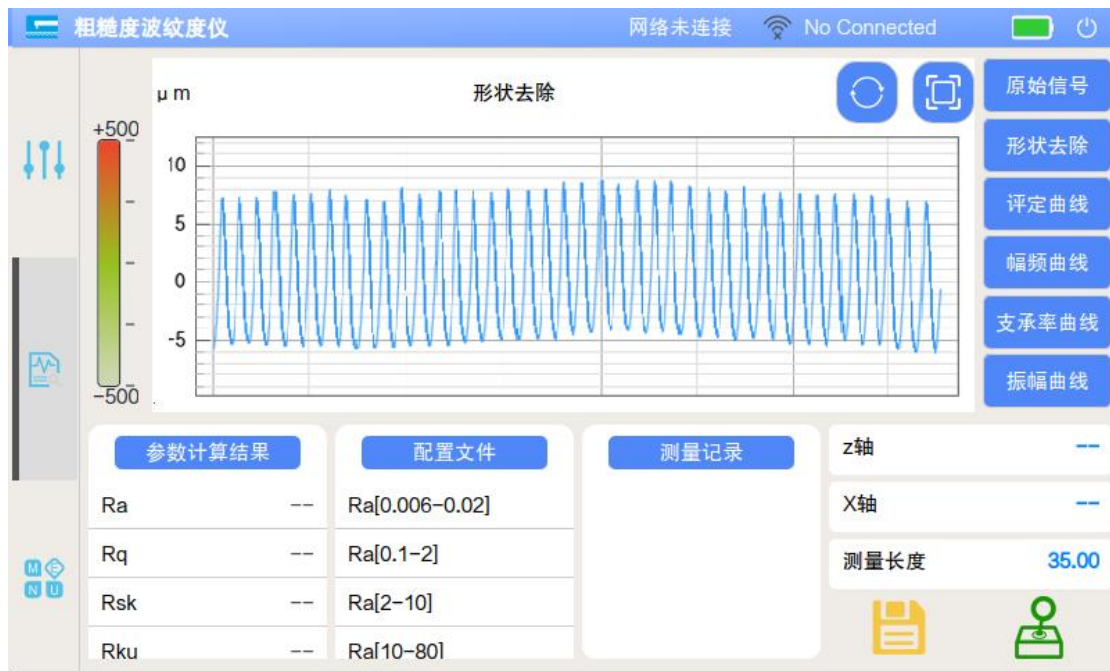 粗糙度波纹度仪
网络未连接
No Connected
μm
形状去除
+500
-500
10
5
0
-5
原始信号
形状去除
评定曲线
幅频曲线
支承率曲线
振幅曲线
参数计算结果
Ra --
Rq --
Rsk --
Rku --
配置文件
Ra[0.006-0.02]
Ra[0.1-2]
Ra[2-10]
Ra[10-80]
测量记录
z轴 --
X轴 --
测量长度 35.00
M E
N U